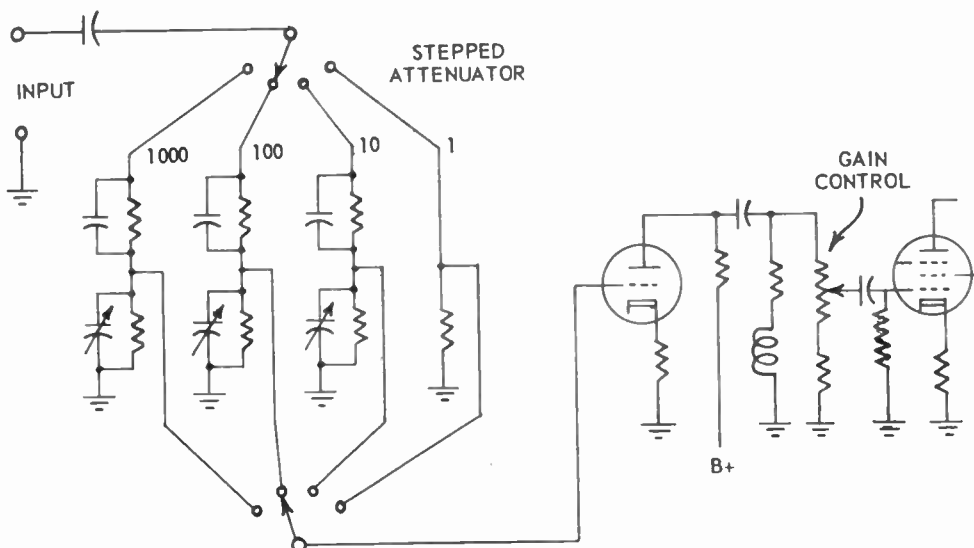 STEPPED
ATTENUATOR
INPUT
1000
100
10
1
GAIN
CONTROL
B+